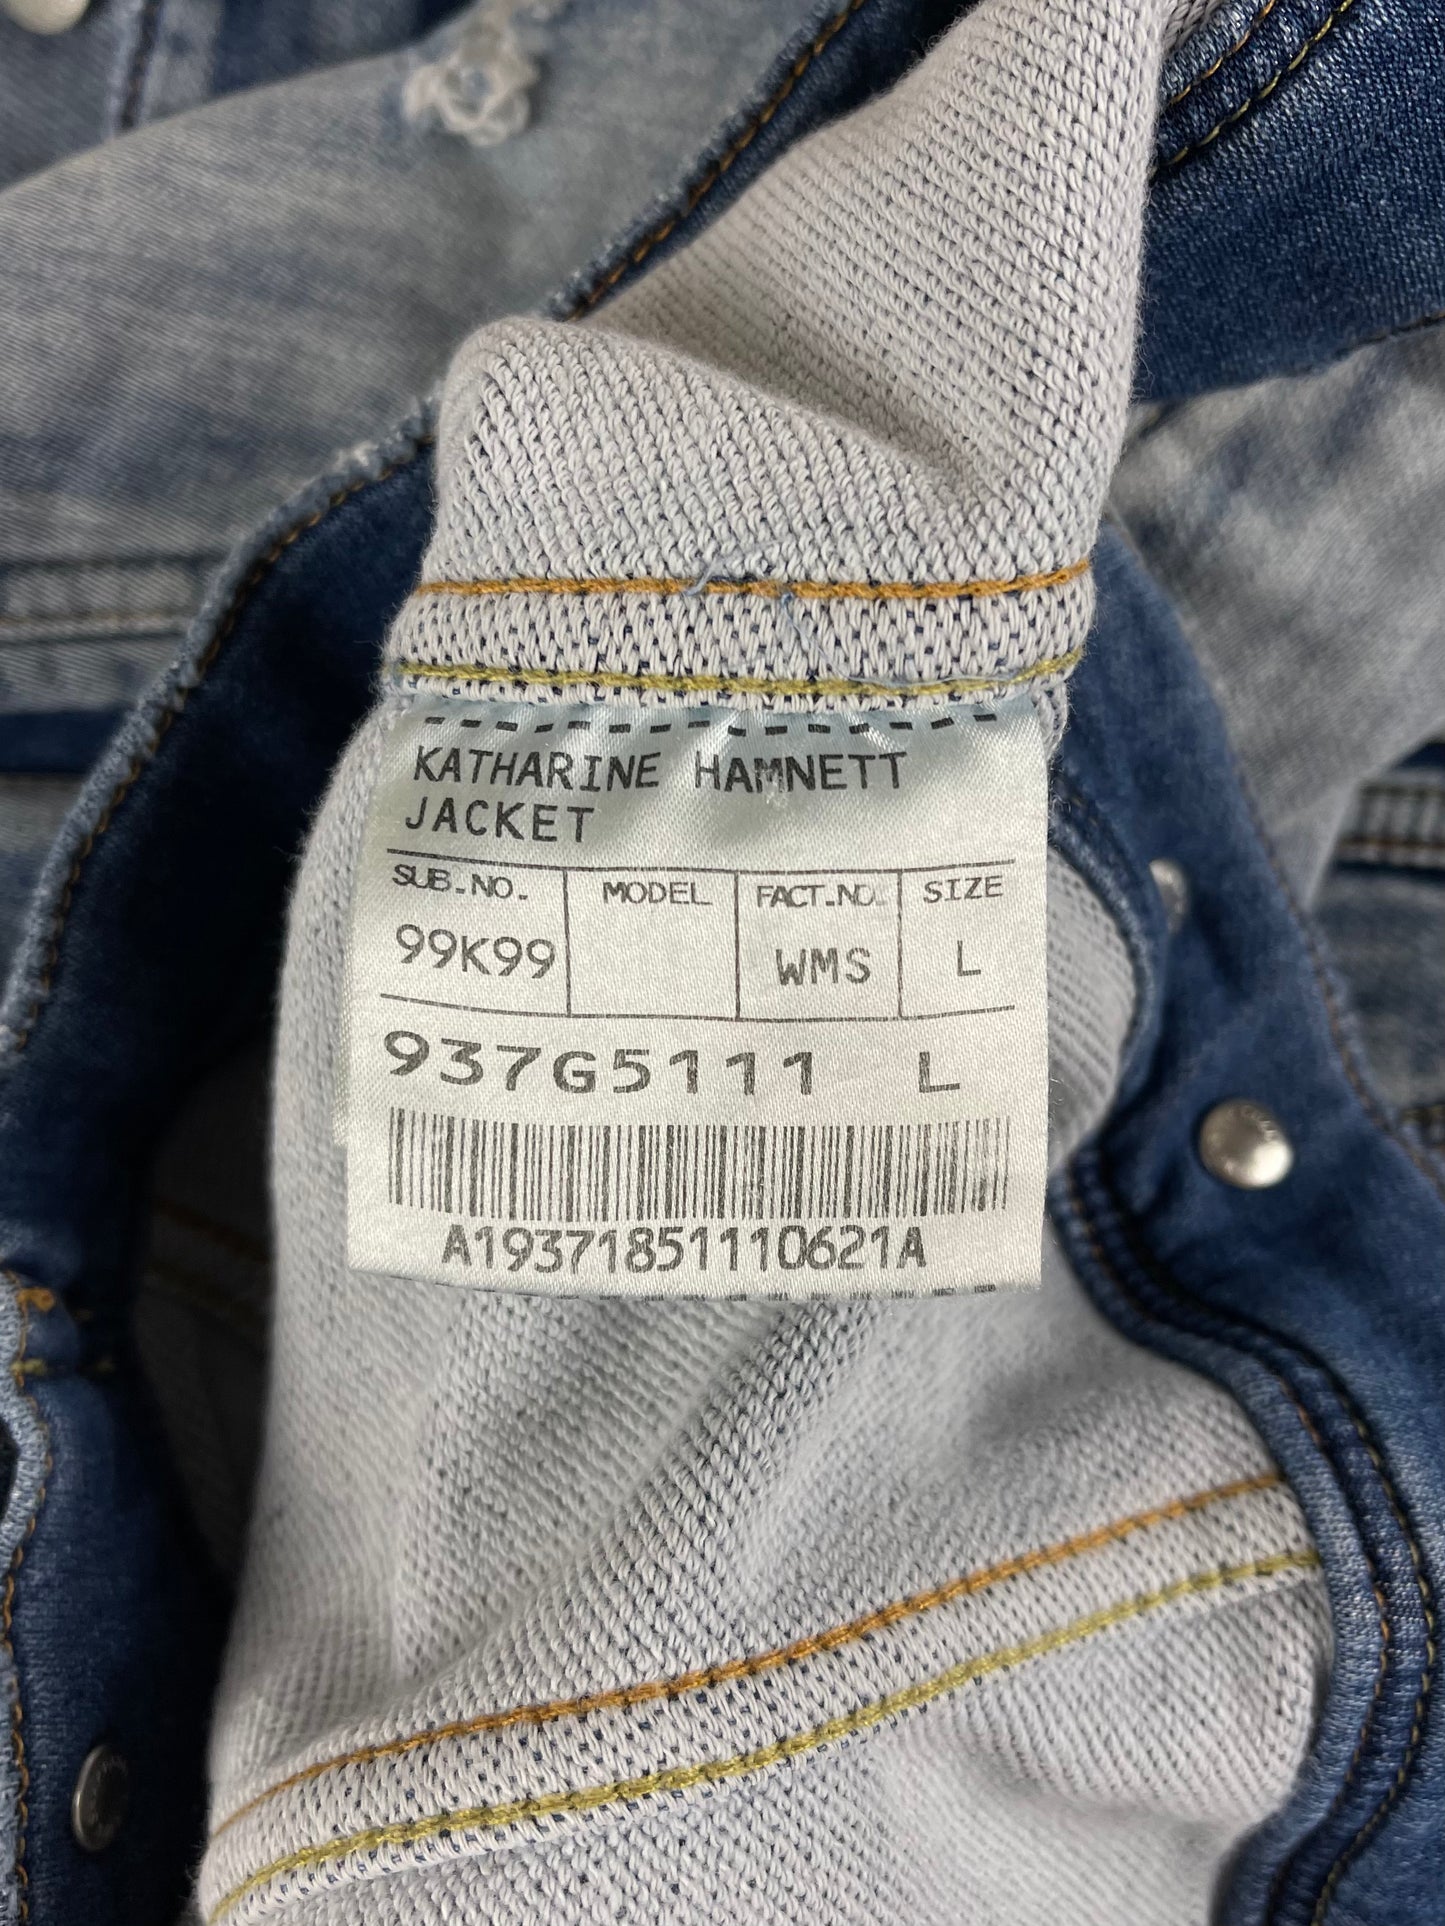 KATHARINE HAMNETT
JACKET
SUB.NO. MODEL FACT.NO. SIZE
99K99 WMS L
937G5111 L
A19371851110621A